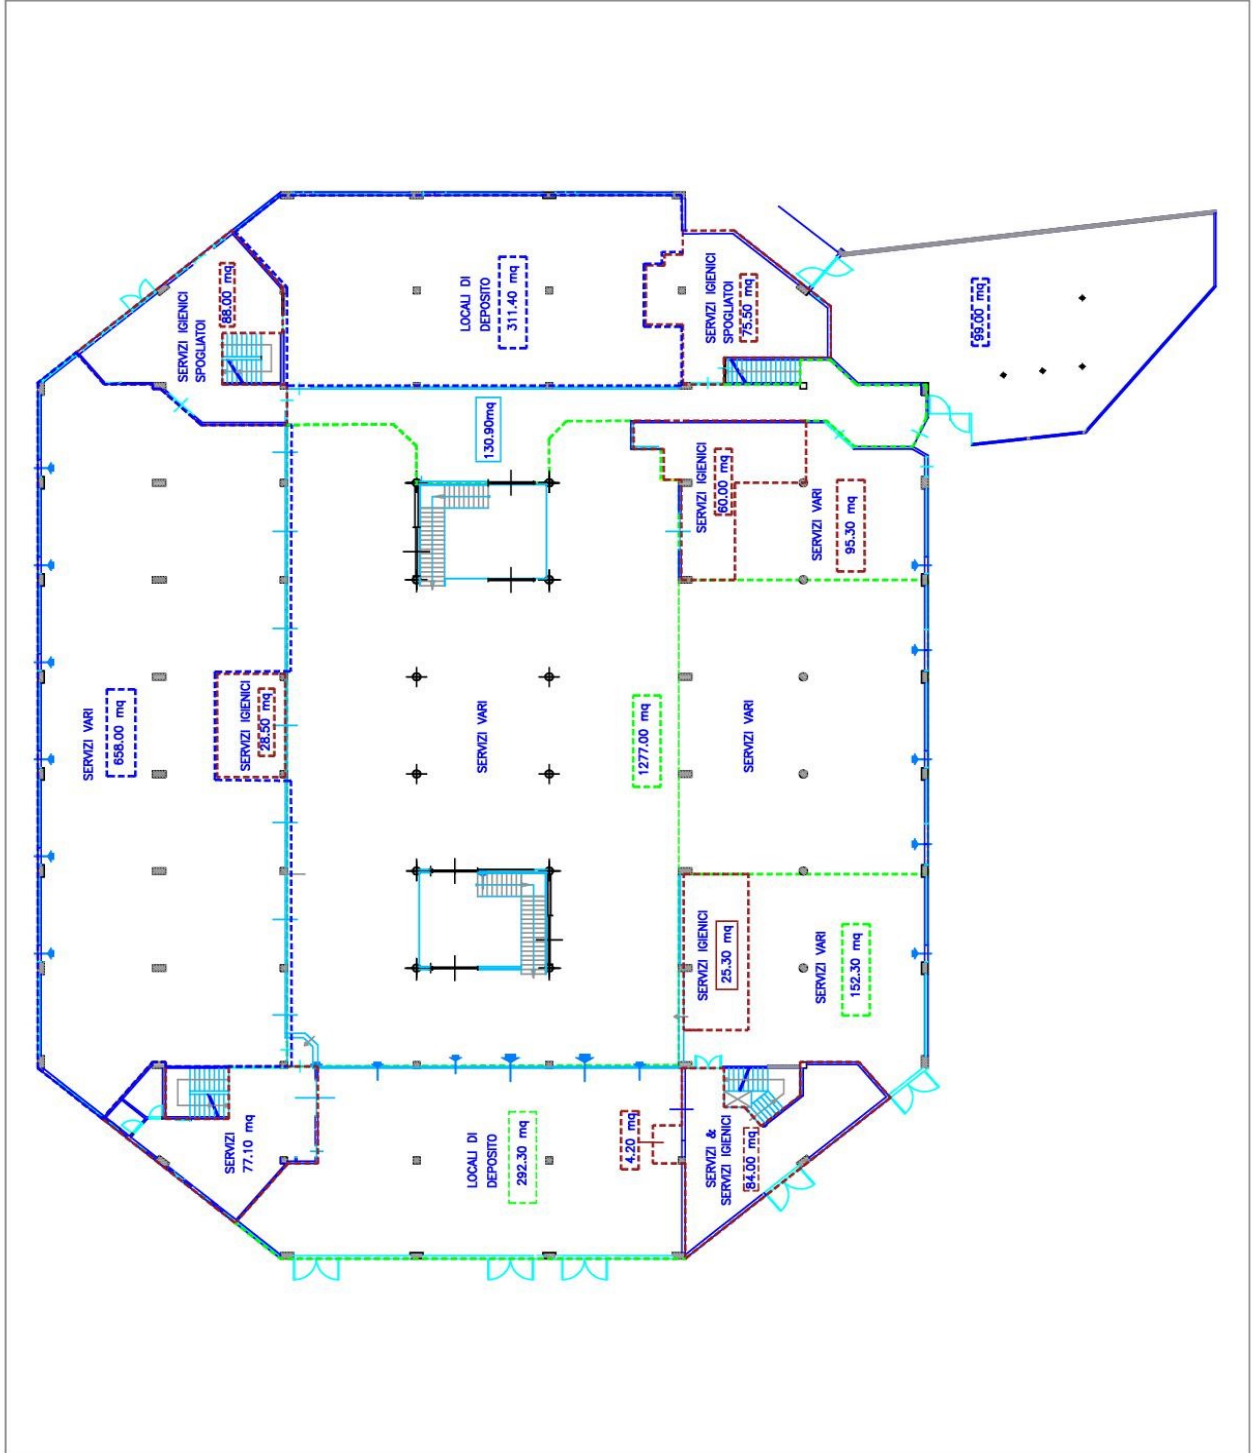 SERVIZI IGIENICI
SPOGLIATOI
88.00 mq
LOCALI DI
DEPOSITO
311.40 mq
SERVIZI IGIENICI
SPOGLIATOI
75.50 mq
99.00 mq
130.90mq
SERVIZI IGIENICI
60.00 mq
SERVIZI VARI
95.30 mq
SERVIZI VARI
658.00 mq
SERVIZI IGIENICI
28.50 mq
SERVIZI VARI
1277.00 mq
SERVIZI VARI
SERVIZI IGIENICI
25.30 mq
SERVIZI VARI
152.30 mq
SERVIZI
77.10 mq
LOCALI DI
DEPOSITO
292.30 mq
4.20 mq
SERVIZI &
SERVIZI IGIENICI
84.00 mq